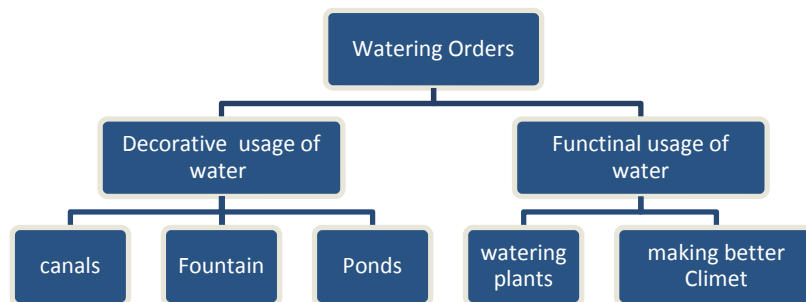 Watering Orders
Decorative usage of
water
Functinal usage of
water
canals
Fountain
Ponds
watering
plants
making better
Climet